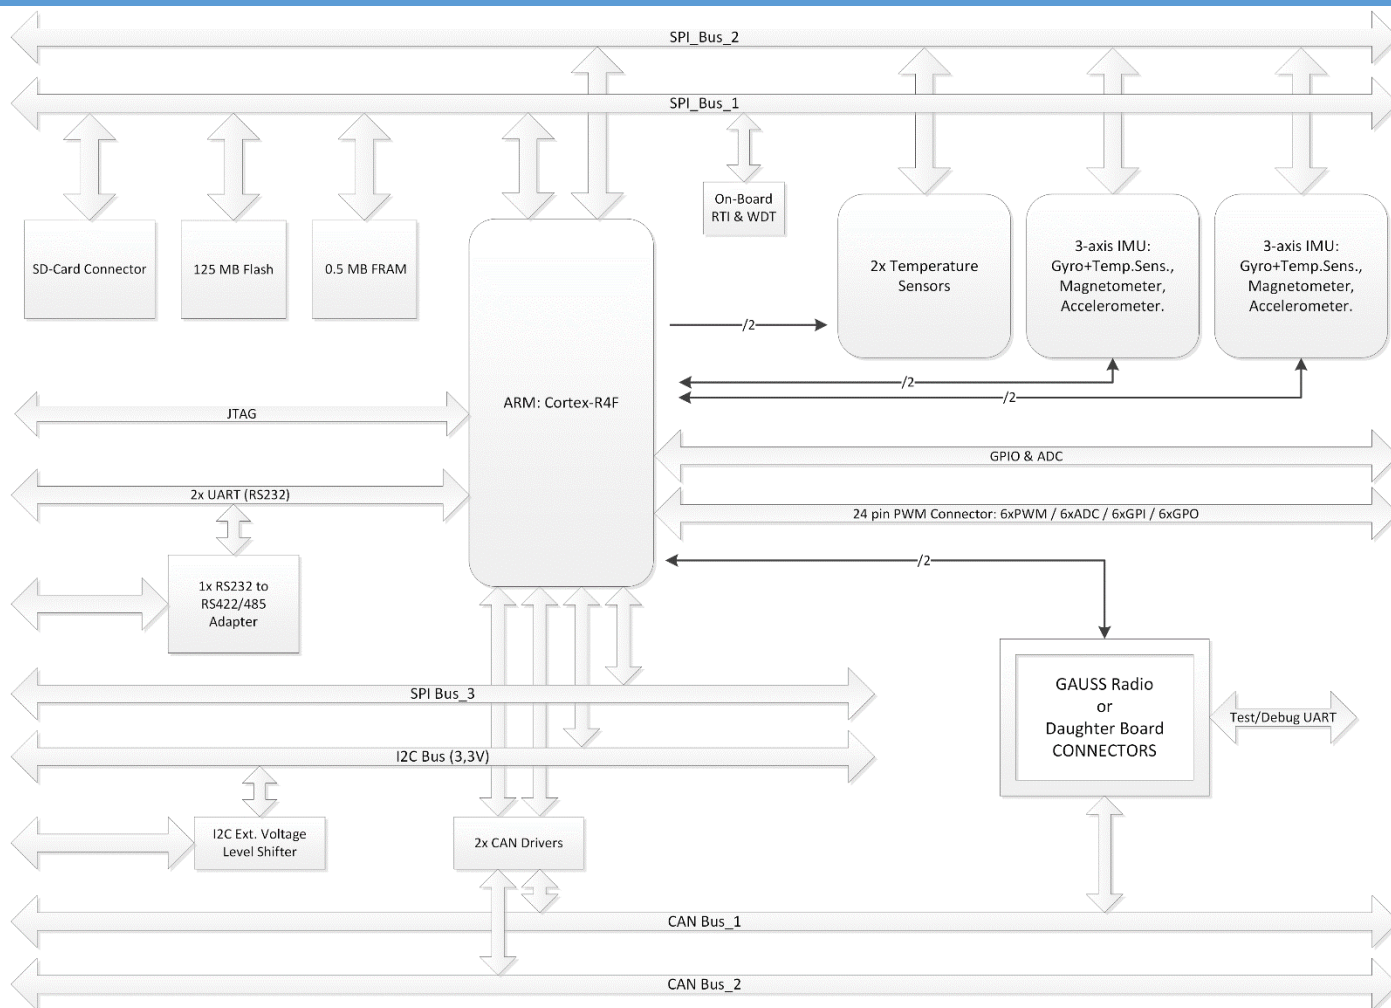 SPI_Bus_2
SPI_Bus_1
On-Board
RTI & WDT
SD-Card Connector
125 MB Flash
0.5 MB FRAM
2x Temperature
Sensors
3-axis IMU:
Gyro+Temp.Sens.,
Magnetometer,
Accelerometer.
3-axis IMU:
Gyro+Temp.Sens.,
Magnetometer,
Accelerometer.
/2
/2
/2
ARM: Cortex-R4F
JTAG
GPIO & ADC
2x UART (RS232)
24 pin PWM Connector: 6xPWM / 6xADC / 6xGPI / 6xGPO
/2
1x RS232 to
RS422/485
Adapter
SPI Bus_3
GAUSS Radio
or
Daughter Board
CONNECTORS
Test/Debug UART
I2C Bus (3,3V)
I2C Ext. Voltage
Level Shifter
2x CAN Drivers
CAN Bus_1
CAN Bus_2